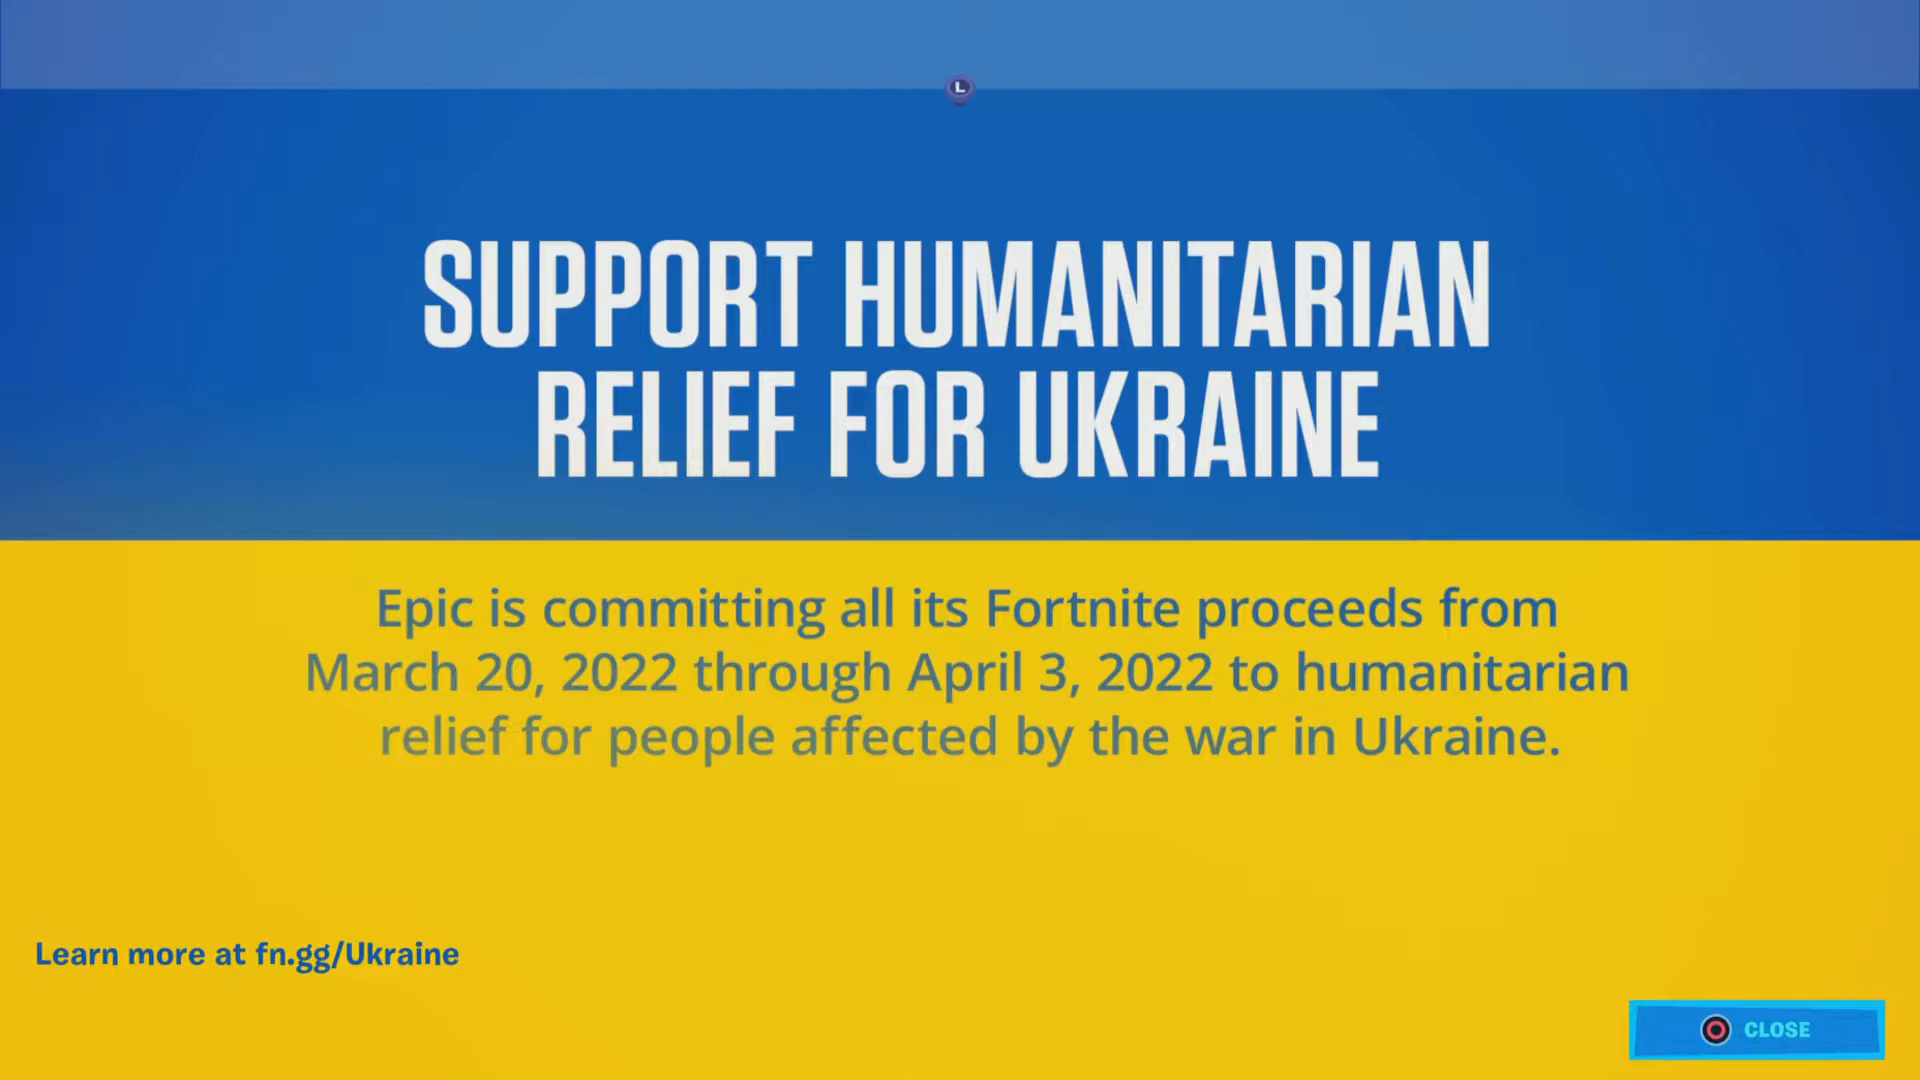 L
SUPPORT HUMANITARIAN
RELIEF FOR UKRAINE
Epic is committing all its Fortnite proceeds from
March 20, 2022 through April 3, 2022 to humanitarian
relief for people affected by the war in Ukraine.
Learn more at fn.gg/Ukraine
CLOSE